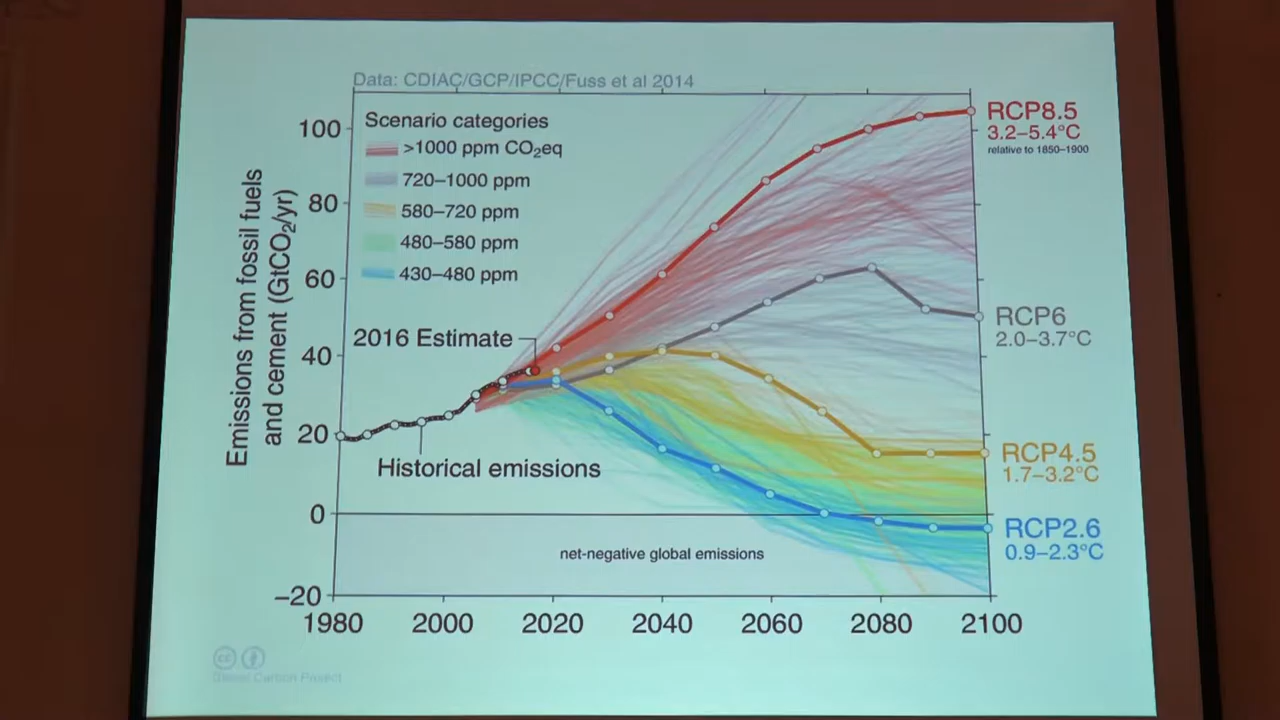 Data: CDIAC/GCP/IPCC/Fuss et al 2014
Scenario categories
>1000 ppm CO₂eq
720–1000 ppm
580–720 ppm
480–580 ppm
430–480 ppm
Emissions from fossil fuels
and cement (GtCO₂/yr)
100
80
60
40
20
0
−20
2016 Estimate
Historical emissions
net-negative global emissions
RCP8.5
3.2–5.4°C
relative to 1850–1900
RCP6
2.0–3.7°C
RCP4.5
1.7–3.2°C
RCP2.6
0.9–2.3°C
1980 2000 2020 2040 2060 2080 2100
cc
Global Carbon Project